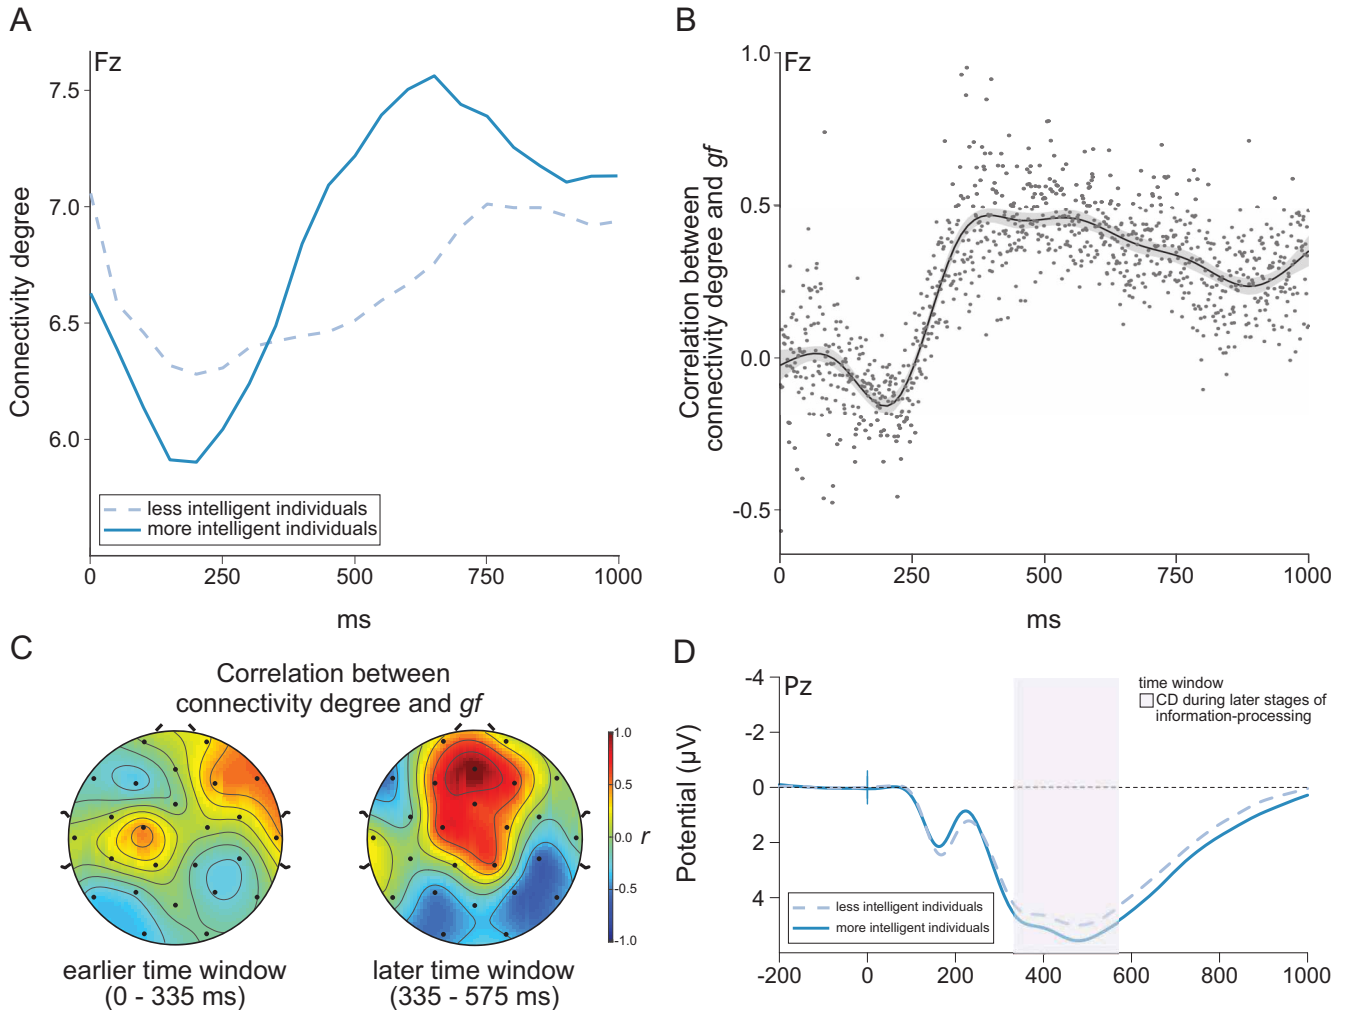 A
Fz
7.5
7.0
6.5
6.0
Connectivity degree
less intelligent individuals
more intelligent individuals
0
250
500
750
1000
ms
B
Fz
1.0
0.5
0.0
-0.5
Correlation between
connectivity degree and gf
0
250
500
750
1000
ms
C
Correlation between
connectivity degree and gf
1.0
0.5
0.0
-0.5
-1.0
r
earlier time window
(0 - 335 ms)
later time window
(335 - 575 ms)
D
Pz
-4
-2
0
2
4
Potential (µV)
time window
CD during later stages of
information-processing
less intelligent individuals
more intelligent individuals
-200
0
200
400
600
800
1000